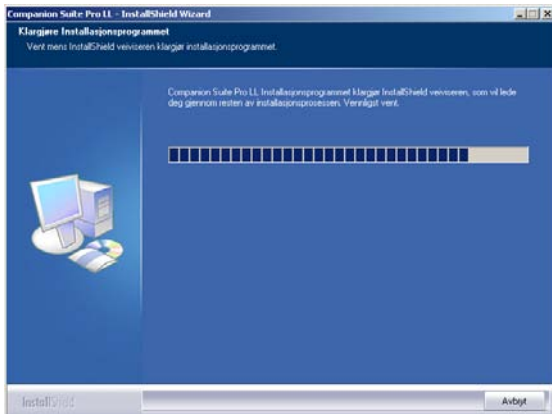 Companion Suite Pro LL - InstallShield Wizard
Klargjøre Installasjonsprogrammet
Vent mens InstallShield veiviseren klargjør installasjonsprogrammet.
Companion Suite Pro LL Installasjonsprogrammet klargjør InstallShield veiviseren, som vil lede
deg gjennom resten av installasjonsprosessen. Vennligst vent.
InstallShield
Avbryt